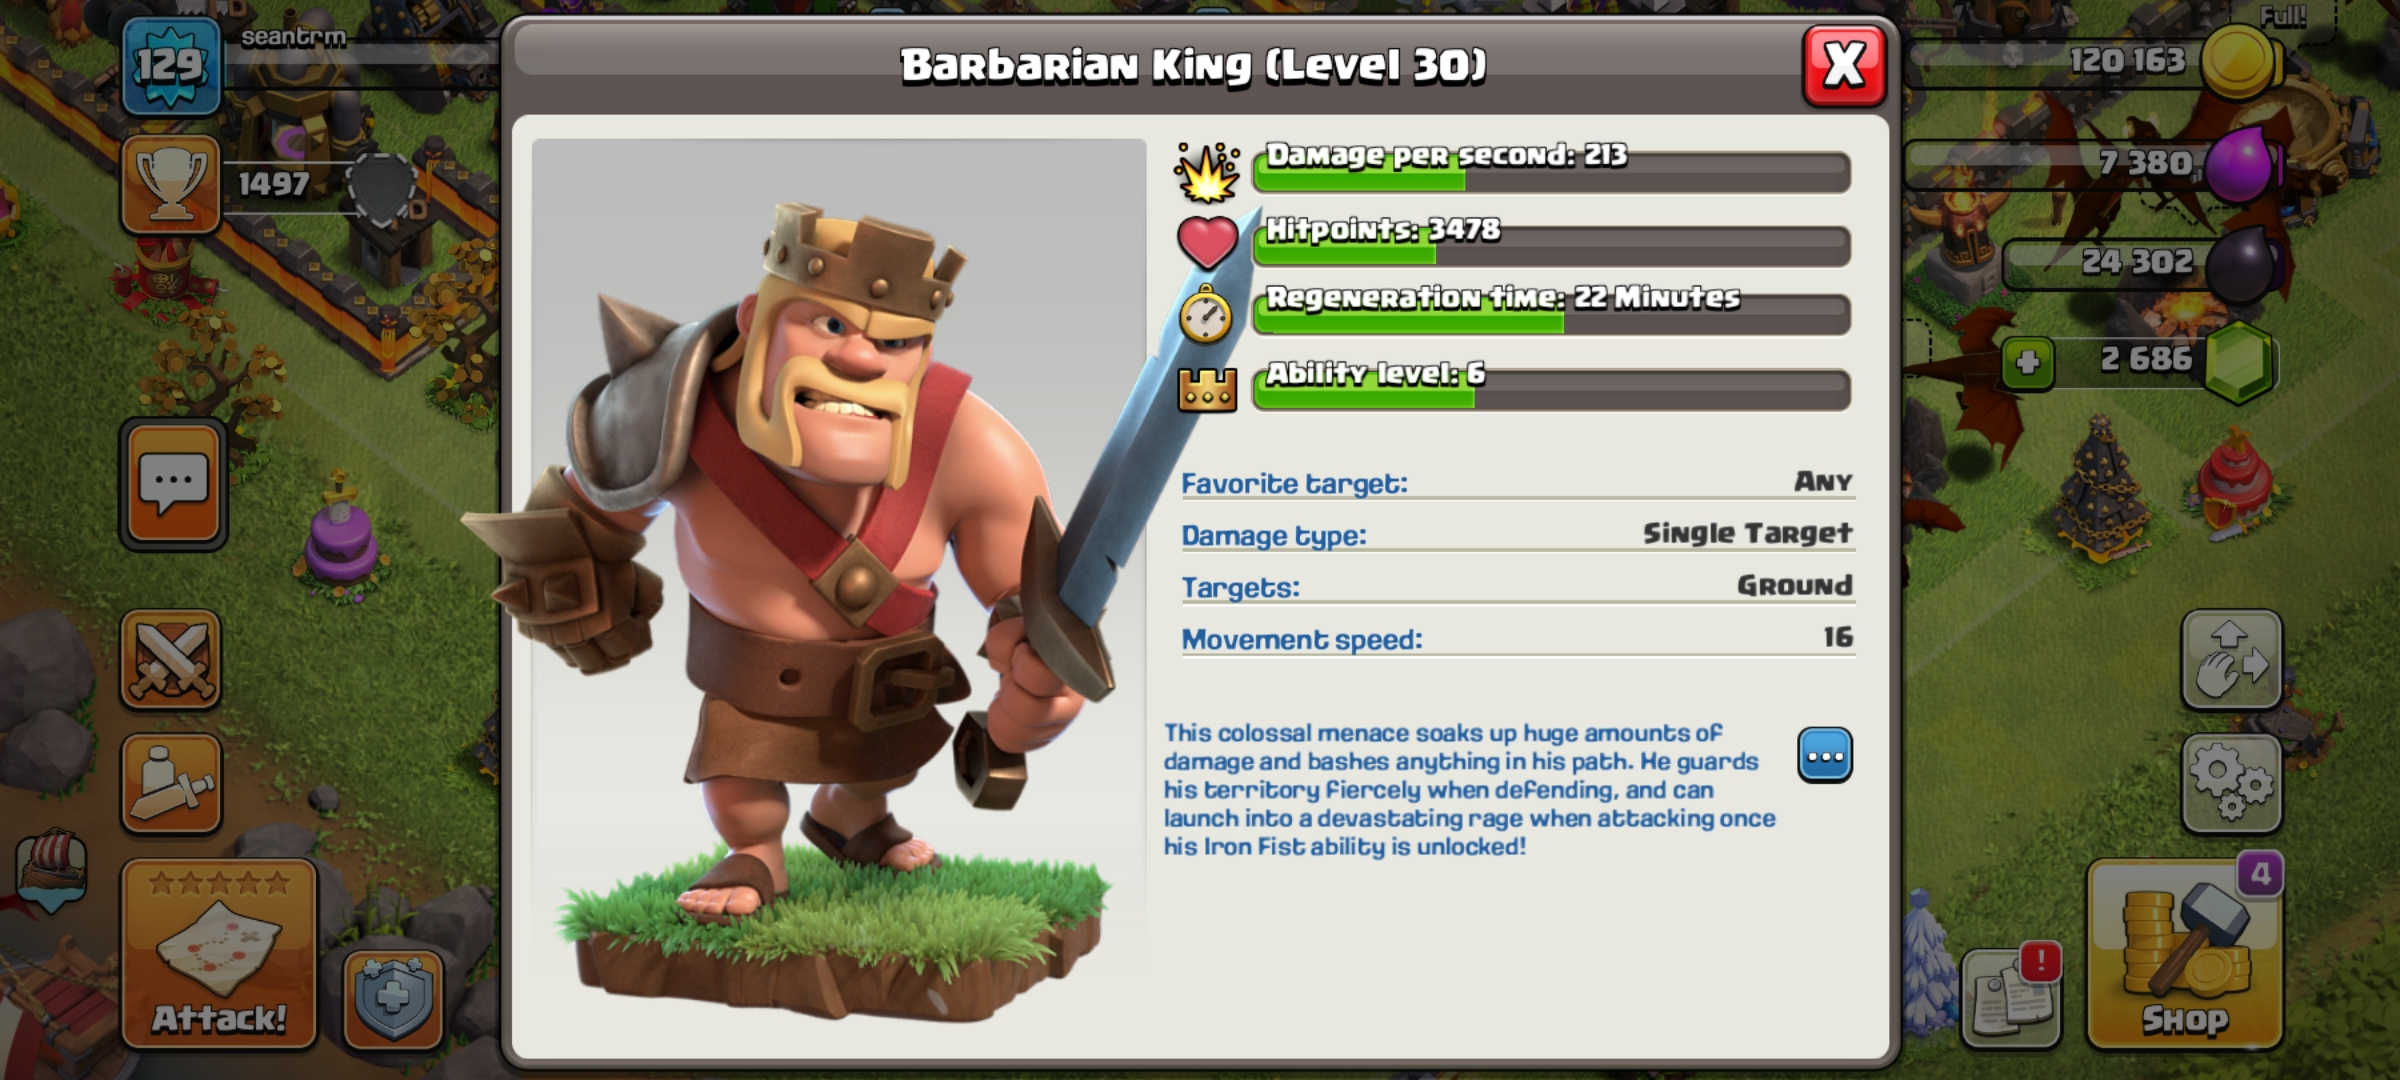 Barbarian King (Level 30)
X
129
seantrm
1497
Full!
120 163
7 380
24 302
2 686
Damage per second: 213
Hitpoints: 3478
Regeneration time: 22 Minutes
Ability level: 6
Favorite target: Any
Damage type: Single Target
Targets: Ground
Movement speed: 16
This colossal menace soaks up huge amounts of
damage and bashes anything in his path. He guards
his territory fiercely when defending, and can
launch into a devastating rage when attacking once
his Iron Fist ability is unlocked!
Attack!
!
4
Shop